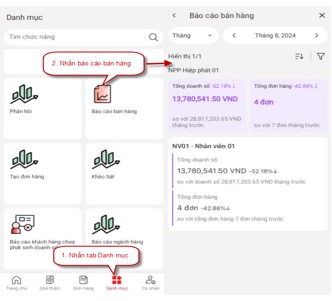 Danh mục
Tìm chức năng
2. Nhấn báo cáo bán hàng
Phản hồi
Báo cáo bán hàng
Tạo đơn hàng
Khảo sát
Báo cáo khách hàng chưa
phát sinh doanh số
Báo cáo ngành hàng
1. Nhấn tab Danh mục
Trang chủ
Ghé thăm
Đơn hàng
Danh mục
Cá nhân
Báo cáo bán hàng
Tháng
Tháng 8, 2024
Hiển thị 1/1
NPP Hiệp phát 01
Tổng doanh số -52.18%↓
13,780,541.50 VND
so với 28,817,203.65 VND
tháng trước
Tổng đơn hàng -42.86%↓
4 đơn
so với 7 đơn tháng trước
NV01 - Nhân viên 01
Tổng doanh số
13,780,541.50 VND -52.18%↓
so với doanh số 28,817,203.65 VND tháng trước
Tổng đơn hàng
4 đơn -42.86%↓
so với tổng đơn hàng 7 đơn tháng trước